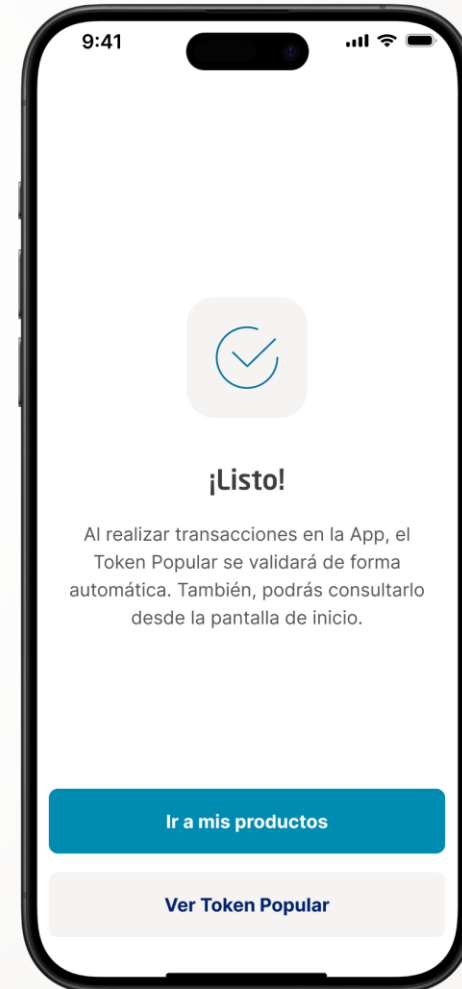 9:41
¡Listo!
Al realizar transacciones en la App, el
Token Popular se validará de forma
automática. También, podrás consultarlo
desde la pantalla de inicio.
Ir a mis productos
Ver Token Popular